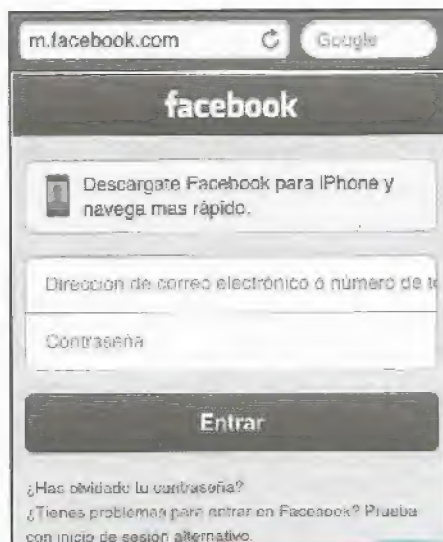 m.facebook.com
Google
facebook
Descargate Facebook para iPhone y
navega mas rápido.
Dirección de correo electrónico o número de te
Contraseña
Entrar
¿Has olvidado tu contraseña?
¿Tienes problemas para entrar en Facebook? Prueba
con inicio de sesión alternativo.